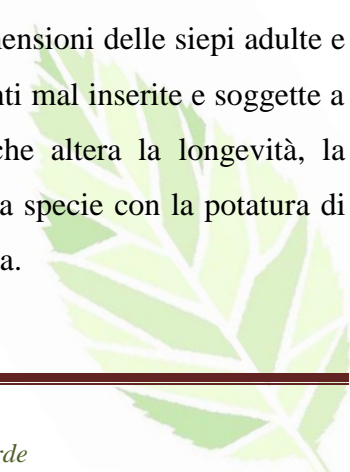 ensioni delle siepi adulte e
nti mal inserite e soggette a
che altera la longevità, la
a specie con la potatura di
a.
rde